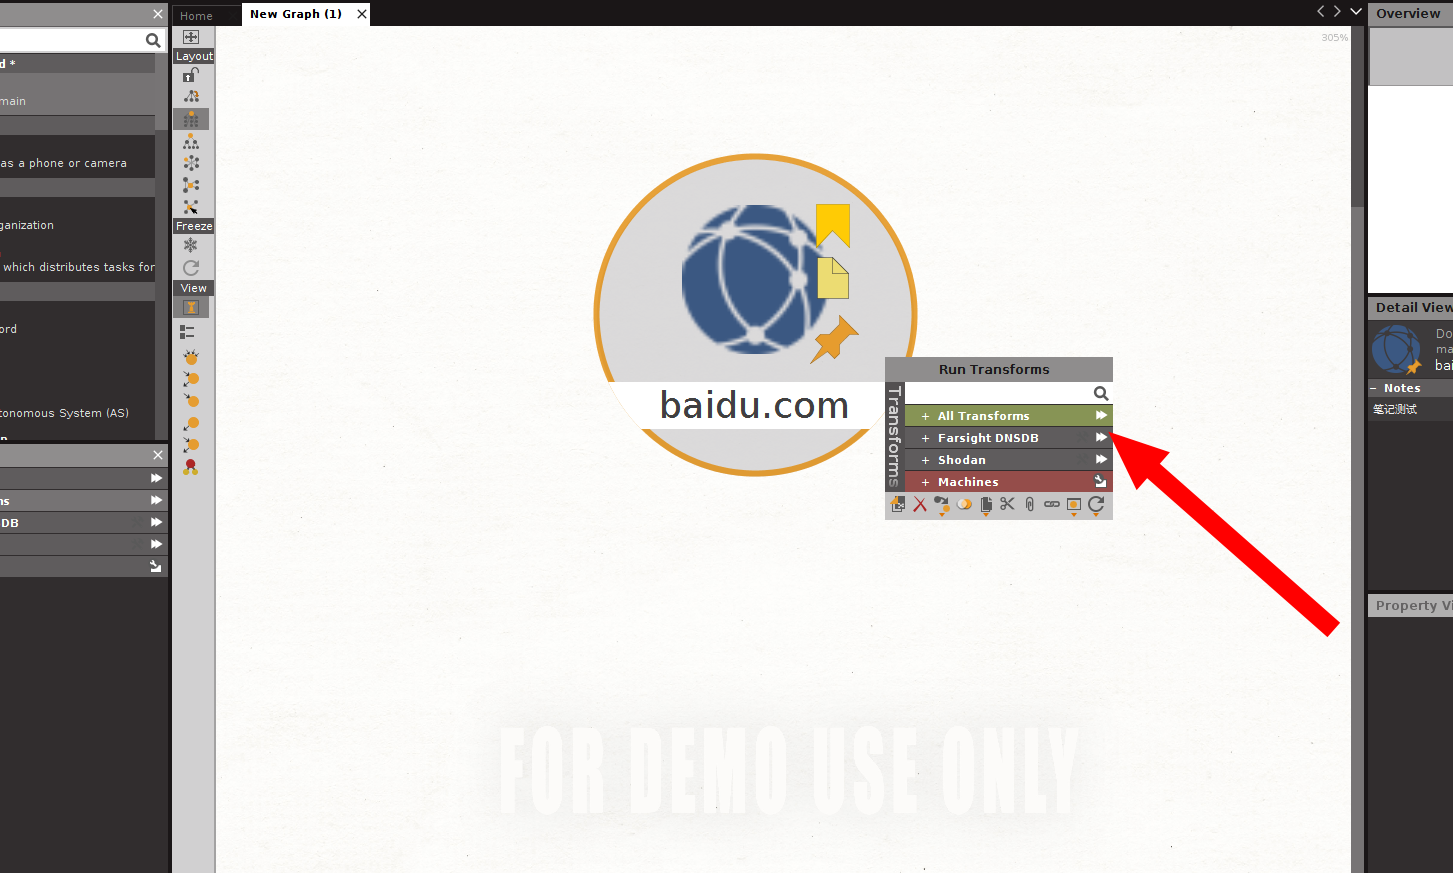 Home
New Graph (1)
Overview
305%
d *
Layout
main
as a phone or camera
ganization
Freeze
which distributes tasks for
View
ord
tonomous System (AS)
ns
SDB
baidu.com
Run Transforms
Transforms
+ All Transforms
+ Farsight DNSDB
+ Shodan
+ Machines
FOR DEMO USE ONLY
Detail View
Do
ma
bai
− Notes
笔记测试
Property Vi